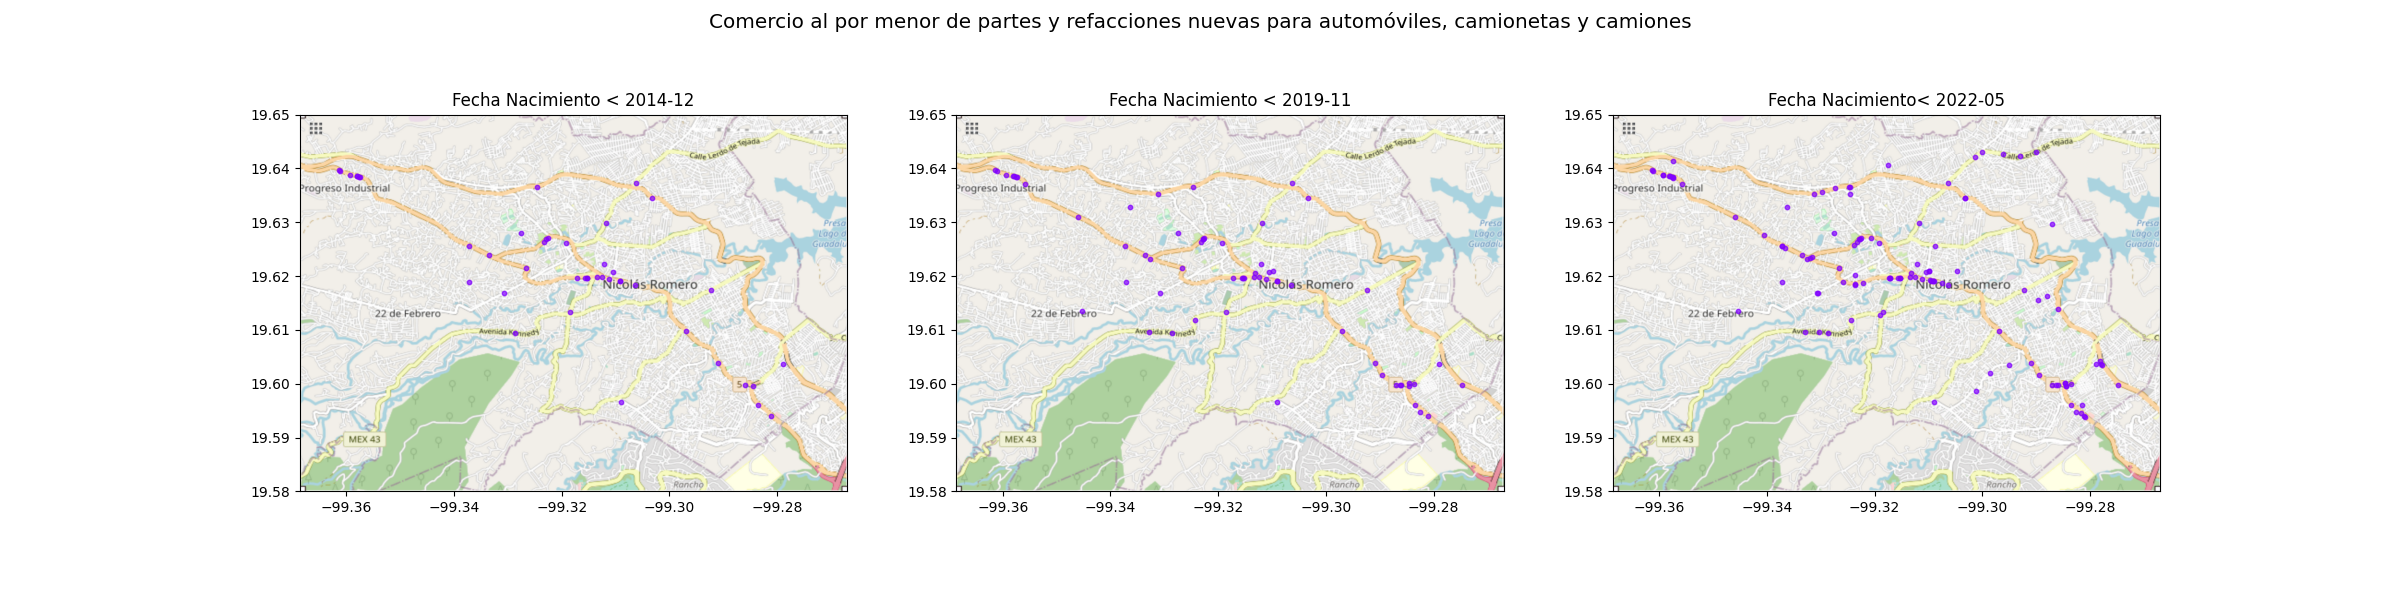 Comercio al por menor de partes y refacciones nuevas para automóviles, camionetas y camiones
Fecha Nacimiento < 2014-12
19.65
19.64
19.63
19.62
19.61
19.60
19.59
19.58
−99.36
−99.34
−99.32
−99.30
−99.28
Calle Lerdo de Tejada
Progreso Industrial
Presa
Lago
Nicolás Romero
22 de Febrero
Avenida Kennedy
MEX 43
Rancho
Fecha Nacimiento < 2019-11
19.65
19.64
19.63
19.62
19.61
19.60
19.59
19.58
−99.36
−99.34
−99.32
−99.30
−99.28
Calle Lerdo de Tejada
Progreso Industrial
Presa
Lago
Nicolás Romero
22 de Febrero
Avenida Kennedy
MEX 43
Rancho
Fecha Nacimiento< 2022-05
19.65
19.64
19.63
19.62
19.61
19.60
19.59
19.58
−99.36
−99.34
−99.32
−99.30
−99.28
Calle Lerdo de Tejada
Progreso Industrial
Presa
Lago
Nicolás Romero
22 de Febrero
Avenida Kennedy
MEX 43
Rancho